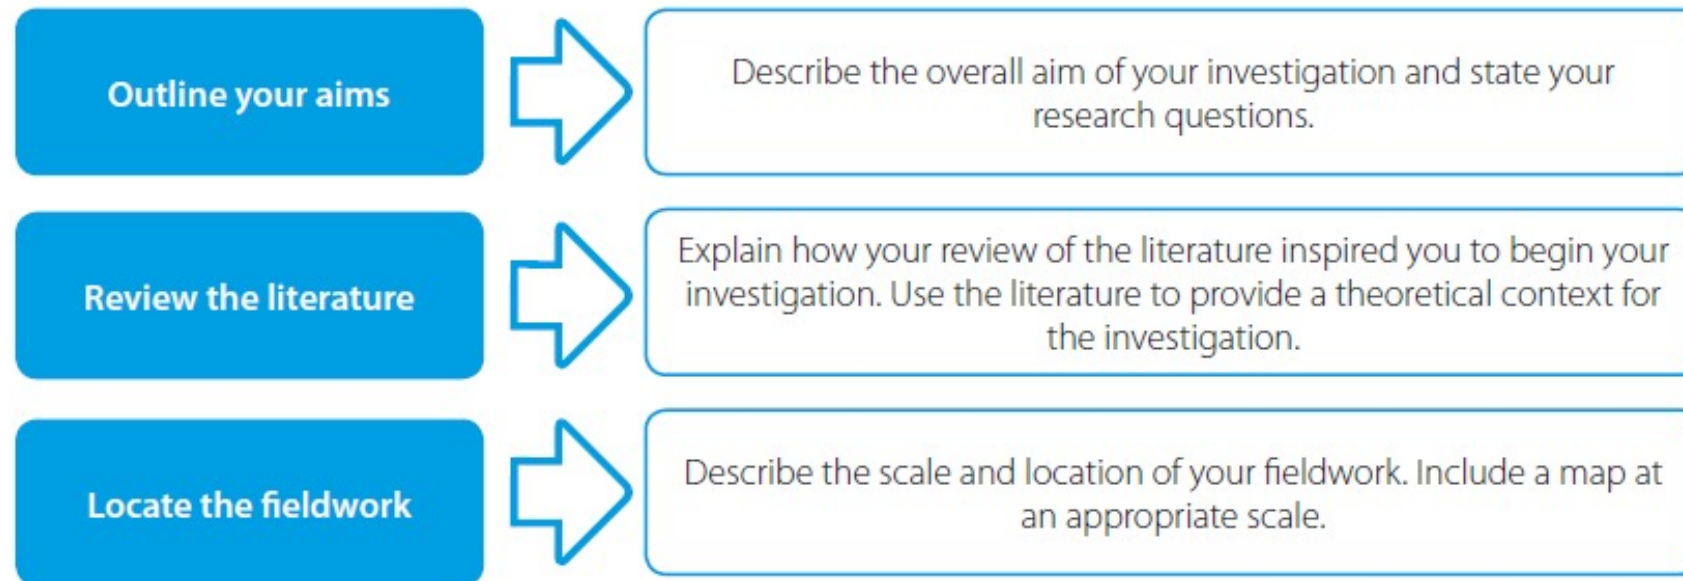 Outline your aims
Describe the overall aim of your investigation and state your
research questions.
Review the literature
Explain how your review of the literature inspired you to begin your
investigation. Use the literature to provide a theoretical context for
the investigation.
Locate the fieldwork
Describe the scale and location of your fieldwork. Include a map at
an appropriate scale.